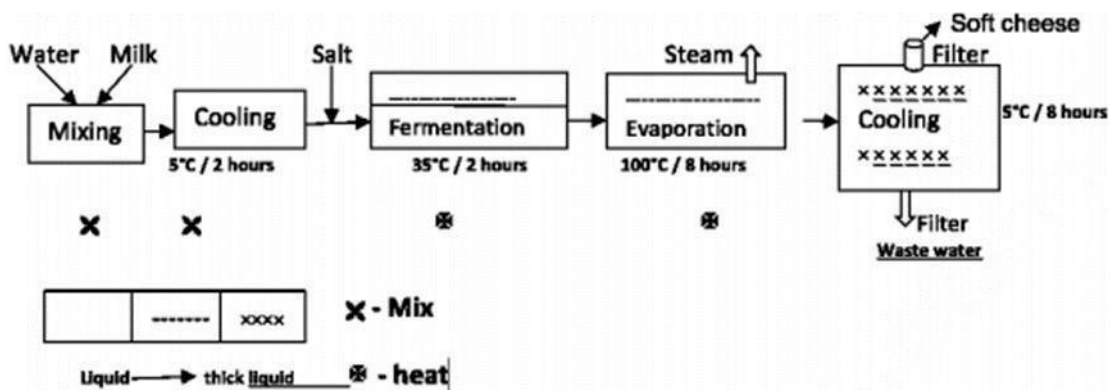 Water Milk
Mixing
Cooling
5°C / 2 hours
Salt
Fermentation
35°C / 2 hours
Steam
Evaporation
100°C / 8 hours
Soft cheese
Filter
××××××××
Cooling
××××××
5°C / 8 hours
Filter
Waste water
------- xxxx
× - Mix
Liquid thick liquid
- heat